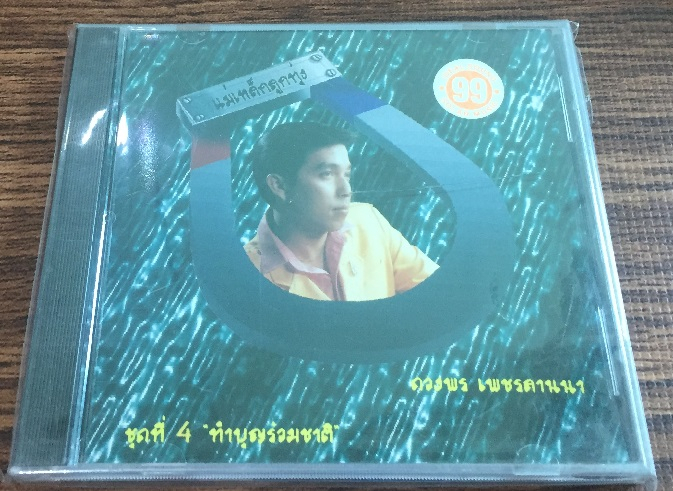 แม่เหล็กลูกทุ่ง
99
ดวงพร เพชรลานนา
ชุดที่ 4 "ทำบุญร่วมชาติ"